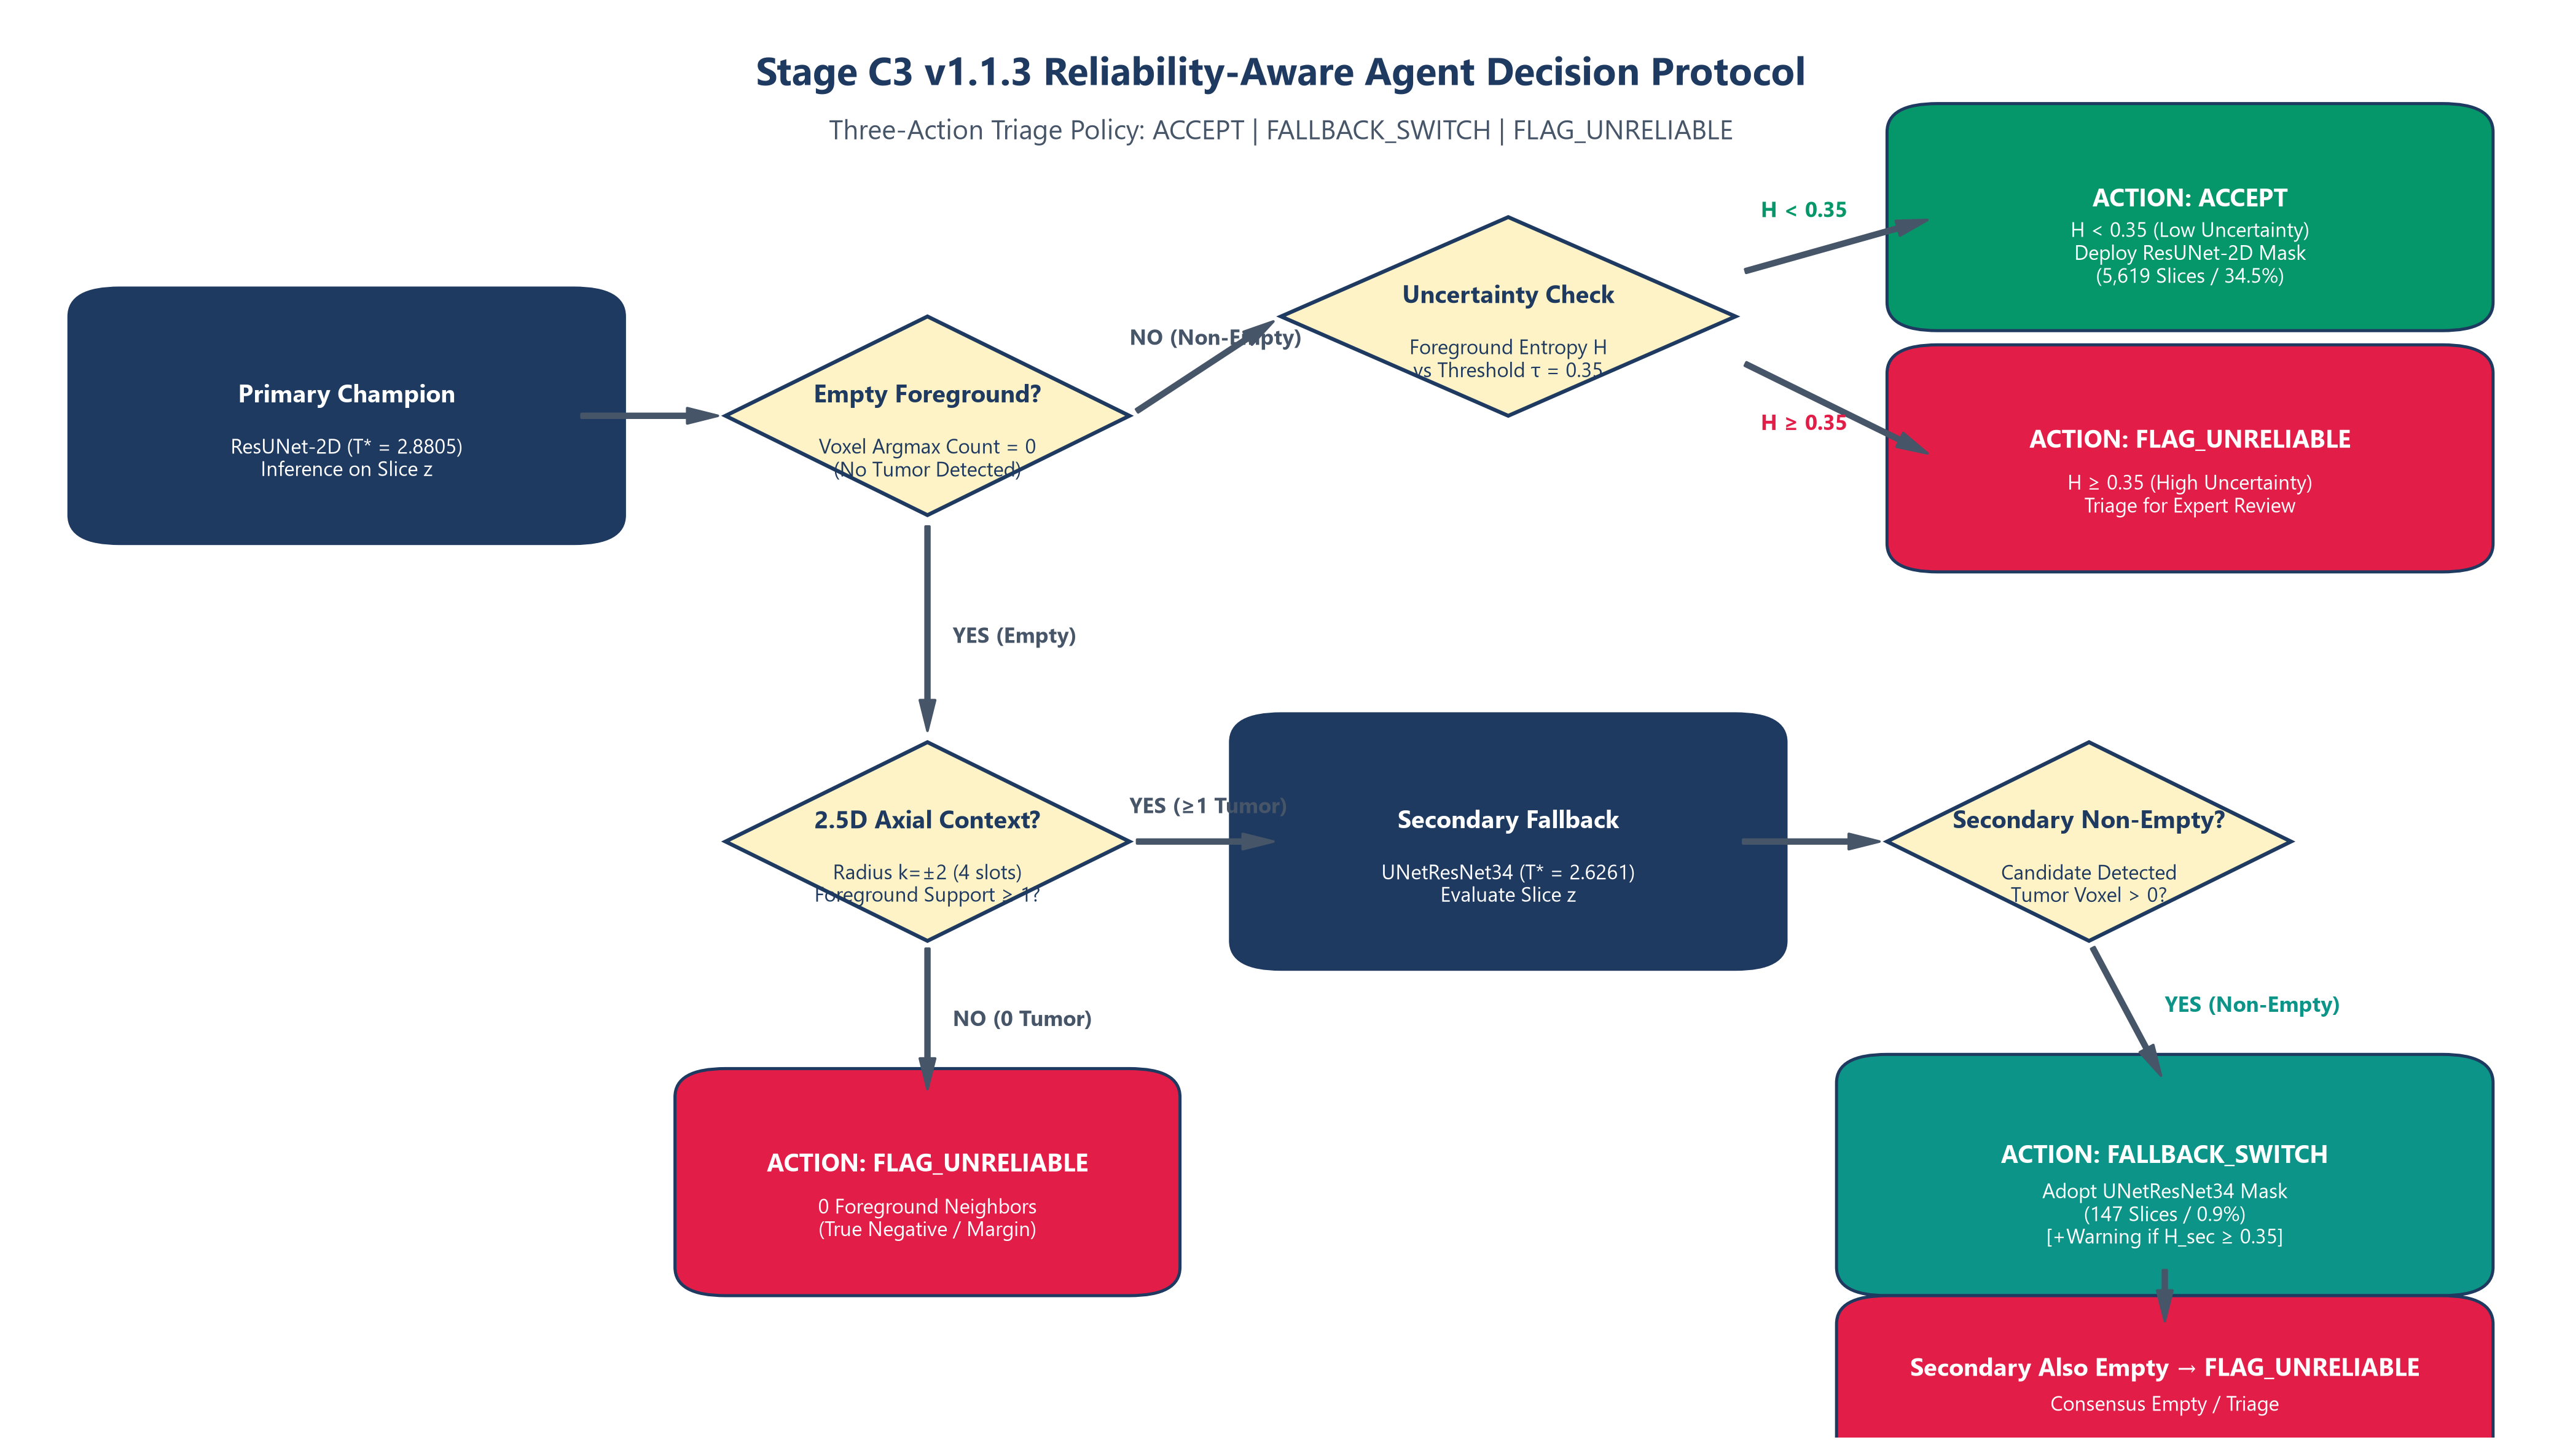 Stage C3 v1.1.3 Reliability-Aware Agent Decision Protocol
Three-Action Triage Policy: ACCEPT | FALLBACK_SWITCH | FLAG_UNRELIABLE
Primary Champion
ResUNet-2D (T* = 2.8805)
Inference on Slice z
Empty Foreground?
Voxel Argmax Count = 0
(No Tumor Detected)
NO (Non-Empty)
Uncertainty Check
Foreground Entropy H
vs Threshold τ = 0.35
H < 0.35
ACTION: ACCEPT
H < 0.35 (Low Uncertainty)
Deploy ResUNet-2D Mask
(5,619 Slices / 34.5%)
H ≥ 0.35
ACTION: FLAG_UNRELIABLE
H ≥ 0.35 (High Uncertainty)
Triage for Expert Review
YES (Empty)
2.5D Axial Context?
Radius k=±2 (4 slots)
Foreground Support ≥ 1?
YES (≥1 Tumor)
Secondary Fallback
UNetResNet34 (T* = 2.6261)
Evaluate Slice z
Secondary Non-Empty?
Candidate Detected
Tumor Voxel > 0?
NO (0 Tumor)
ACTION: FLAG_UNRELIABLE
0 Foreground Neighbors
(True Negative / Margin)
YES (Non-Empty)
ACTION: FALLBACK_SWITCH
Adopt UNetResNet34 Mask
(147 Slices / 0.9%)
[+Warning if H_sec ≥ 0.35]
Secondary Also Empty → FLAG_UNRELIABLE
Consensus Empty / Triage